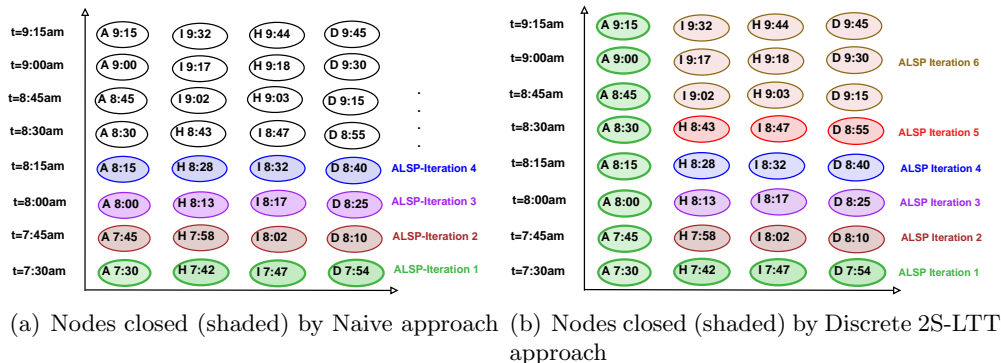 t=9:15am A 9:15 I 9:32 H 9:44 D 9:45
t=9:00am A 9:00 I 9:17 H 9:18 D 9:30
t=8:45am A 8:45 I 9:02 H 9:03 D 9:15
t=8:30am A 8:30 H 8:43 I 8:47 D 8:55
t=8:15am A 8:15 H 8:28 I 8:32 D 8:40 ALSP-Iteration 4
t=8:00am A 8:00 H 8:13 I 8:17 D 8:25 ALSP-Iteration 3
t=7:45am A 7:45 H 7:58 I 8:02 D 8:10 ALSP-Iteration 2
t=7:30am A 7:30 H 7:42 I 7:47 D 7:54 ALSP-Iteration 1
(a) Nodes closed (shaded) by Naive approach
t=9:15am A 9:15 I 9:32 H 9:44 D 9:45
t=9:00am A 9:00 I 9:17 H 9:18 D 9:30 ALSP Iteration 6
t=8:45am A 8:45 I 9:02 H 9:03 D 9:15
t=8:30am A 8:30 H 8:43 I 8:47 D 8:55 ALSP Iteration 5
t=8:15am A 8:15 H 8:28 I 8:32 D 8:40 ALSP Iteration 4
t=8:00am A 8:00 H 8:13 I 8:17 D 8:25 ALSP Iteration 3
t=7:45am A 7:45 H 7:58 I 8:02 D 8:10 ALSP Iteration 2
t=7:30am A 7:30 H 7:42 I 7:47 D 7:54 ALSP Iteration 1
(b) Nodes closed (shaded) by Discrete 2S-LTT
approach